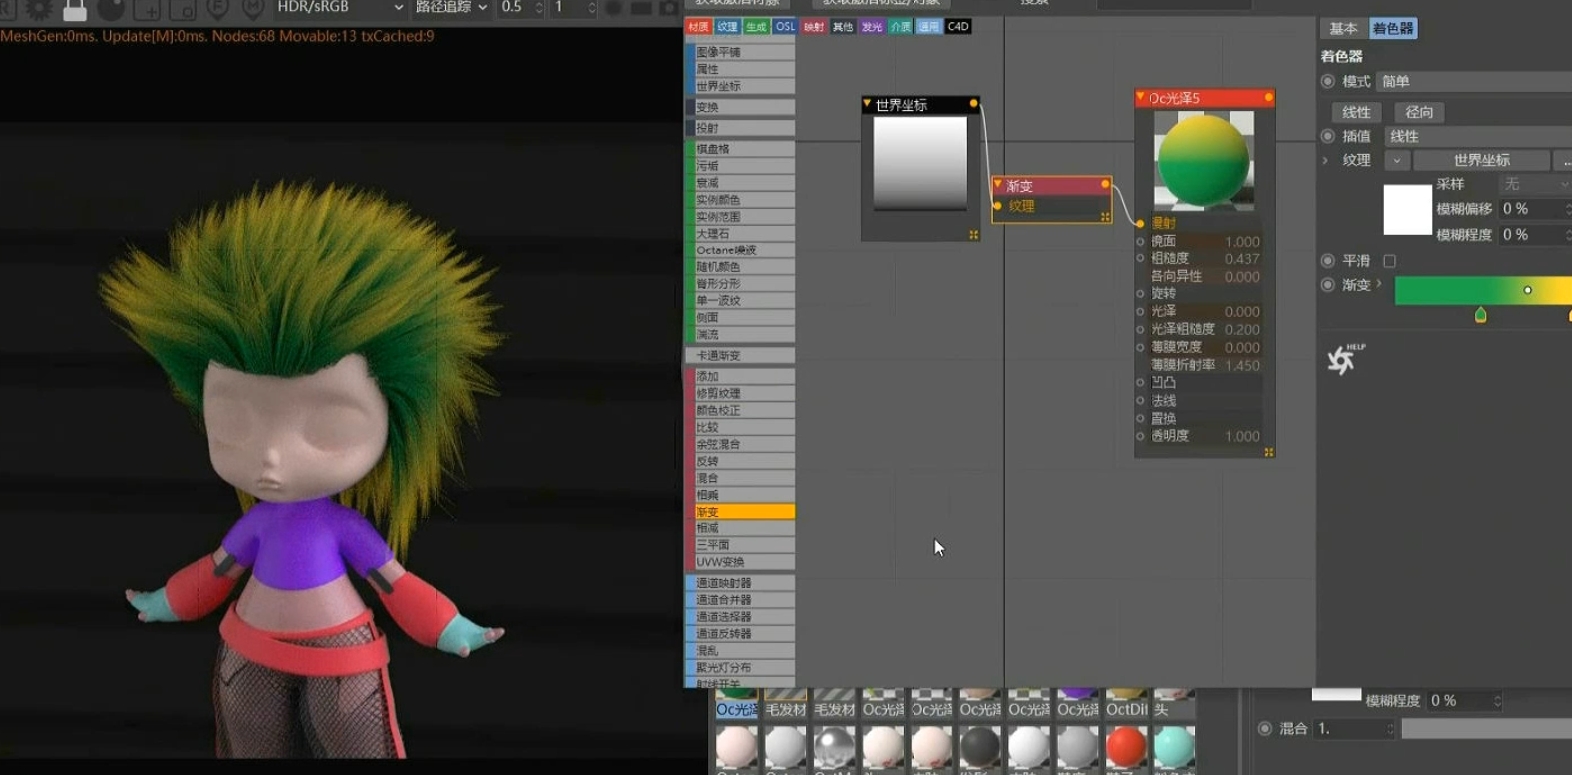 HDR/sRGB 路径追踪 0.5 1
MeshGen:0ms. Update[M]:0ms. Nodes:68 Movable:13 txCached:9
材质 纹理 生成 OSL 映射 其他 发光 介质 通用 C4D
图像平铺
属性
世界坐标
变换
投射
棋盘格
污垢
衰减
实例颜色
实例范围
大理石
Octane噪波
随机颜色
脊形分形
单一波纹
侧面
湍流
卡通渐变
添加
修剪纹理
颜色校正
比较
余弦混合
反转
混合
相乘
渐变
相减
三平面
UVW变换
通道映射器
通道合并器
通道选择器
通道反转器
混乱
聚光灯分布
射线开关
世界坐标
渐变
纹理
Oc光泽5
漫射
镜面 1.000
粗糙度 0.437
各向异性 0.000
旋转
光泽 0.000
光泽粗糙度 0.200
薄膜宽度 0.000
薄膜折射率 1.450
凹凸
法线
置换
透明度 1.000
基本 着色器
着色器
模式 简单
线性 径向
插值 线性
纹理 世界坐标 ...
采样 无
模糊偏移 0 %
模糊程度 0 %
平滑
渐变
HELP
Oc光泽 毛发材 毛发材 Oc光泽 Oc光泽 Oc光泽 Oc光泽 Oc光泽 OctDif 头
模糊程度 0 %
混合 1.